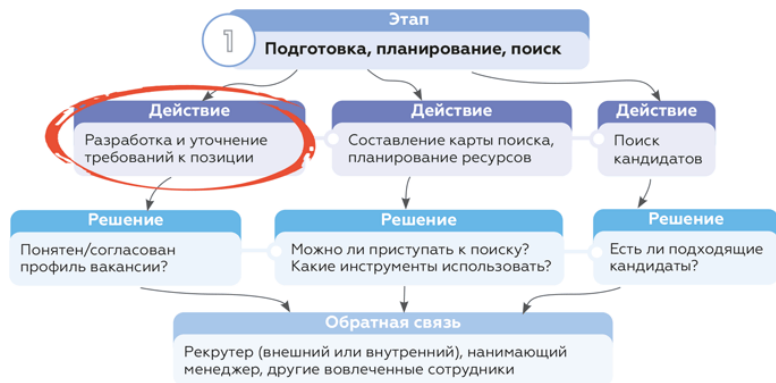 Этап
1
Подготовка, планирование, поиск
Действие
Разработка и уточнение
требований к позиции
Действие
Составление карты поиска,
планирование ресурсов
Действие
Поиск
кандидатов
Решение
Понятен/согласован
профиль вакансии?
Решение
Можно ли приступать к поиску?
Какие инструменты использовать?
Решение
Есть ли подходящие
кандидаты?
Обратная связь
Рекрутер (внешний или внутренний), нанимающий
менеджер, другие вовлеченные сотрудники